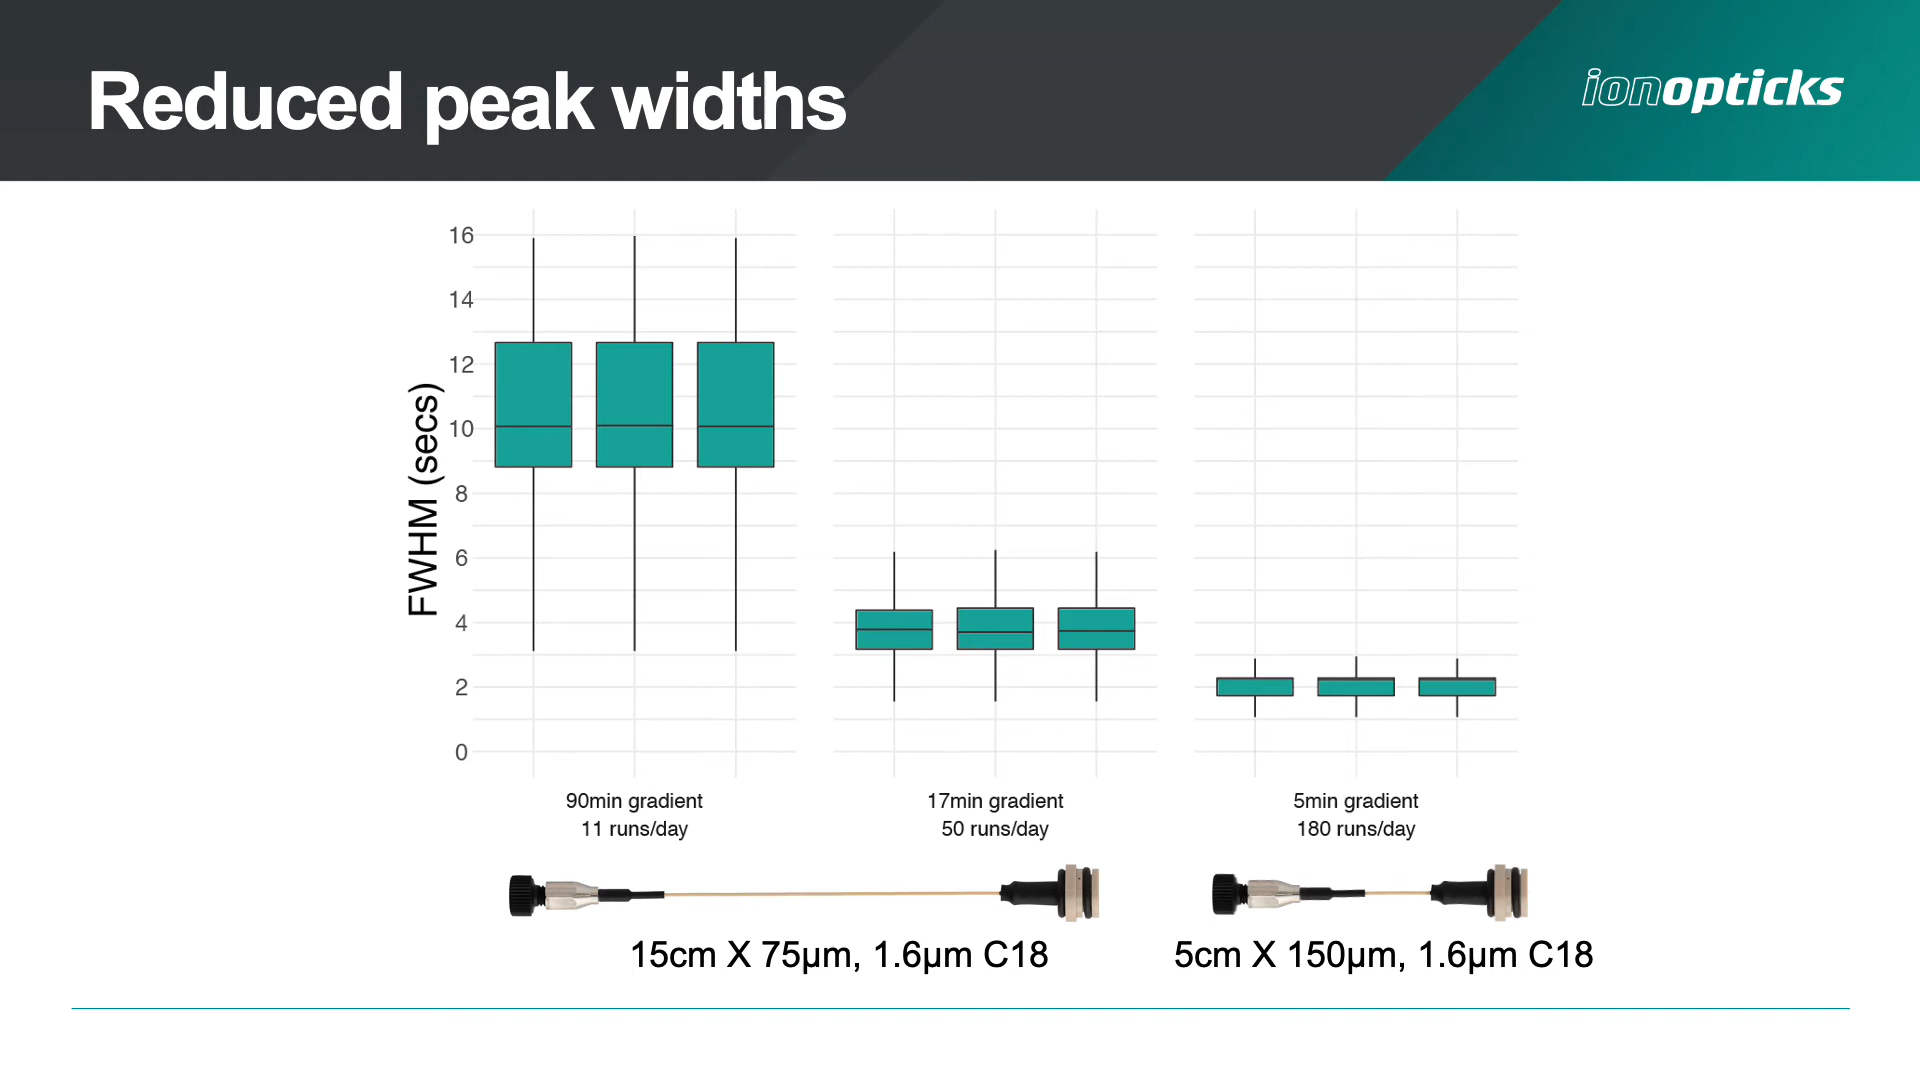 Reduced peak widths
ionopticks
FWHM (secs)
16
14
12
10
8
6
4
2
0
90min gradient
11 runs/day
17min gradient
50 runs/day
5min gradient
180 runs/day
15cm X 75µm, 1.6µm C18
5cm X 150µm, 1.6µm C18